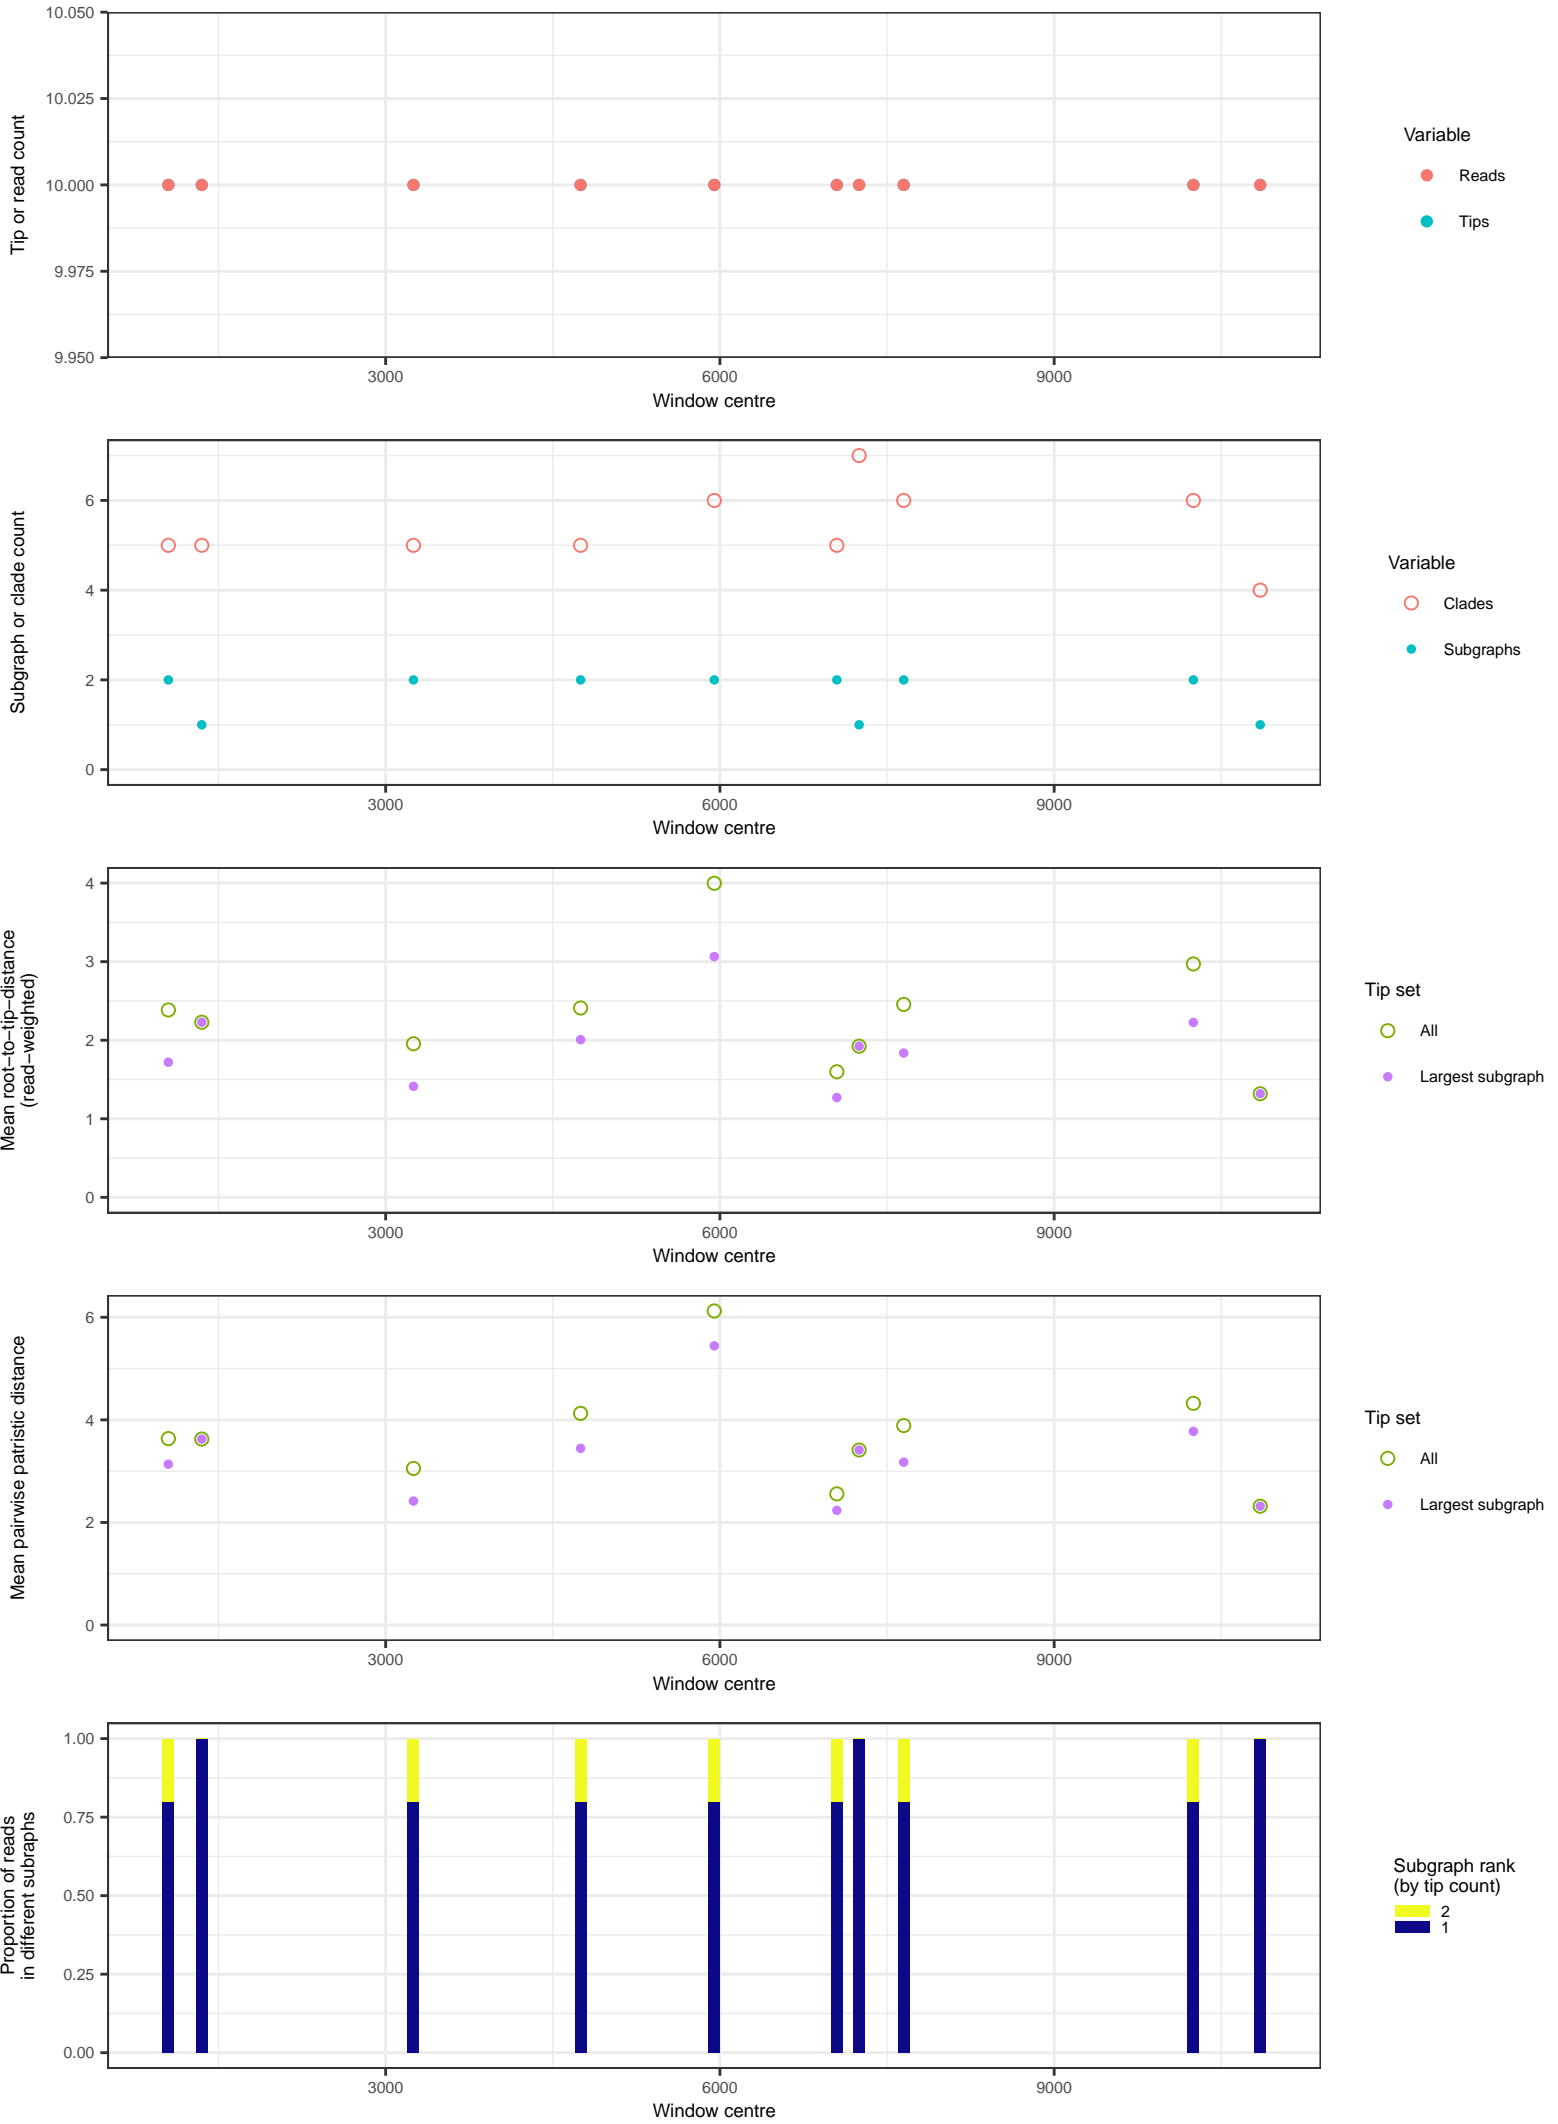 10.050
10.025
10.000
9.975
9.950
Tip or read count
3000
6000
9000
Window centre
Variable
Reads
Tips
6
4
2
0
Subgraph or clade count
3000
6000
9000
Window centre
Variable
Clades
Subgraphs
4
3
2
1
0
Mean root−to−tip−distance
(read−weighted)
3000
6000
9000
Window centre
Tip set
All
Largest subgraph
6
4
2
0
Mean pairwise patristic distance
3000
6000
9000
Window centre
Tip set
All
Largest subgraph
1.00
0.75
0.50
0.25
0.00
Proportion of reads
in different subraphs
3000
6000
9000
Window centre
Subgraph rank
(by tip count)
2
1